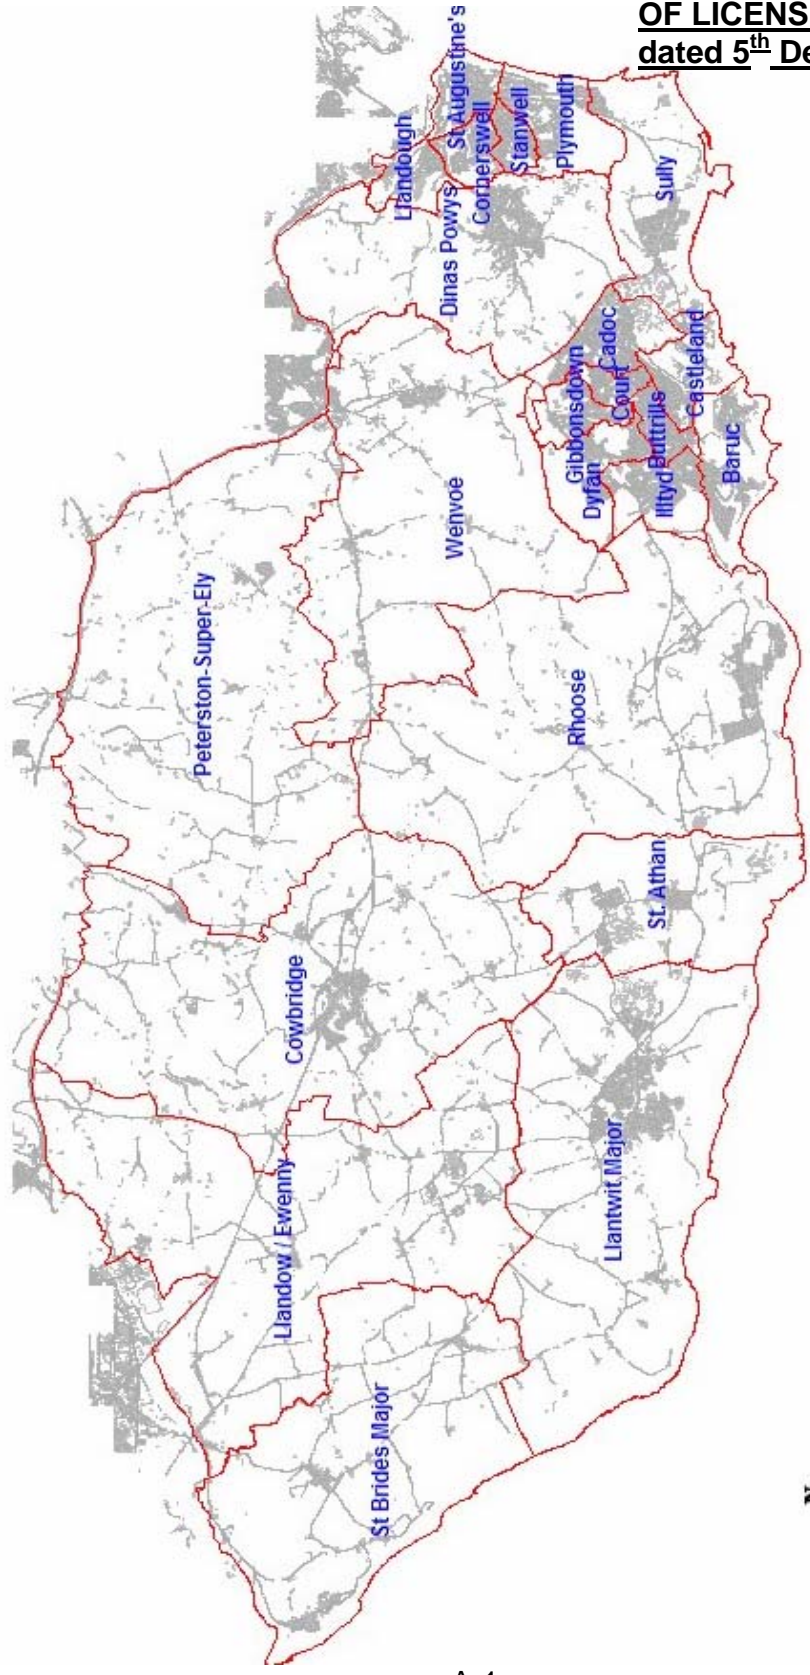 OF LICENS
dated 5th De
St Augustine's
Llandough
Cornerswell
Stanwell
Plymouth
Dinas Powys
Sully
Cadoc
Castleland
Gibbonsdown
Court
Buttrills
Dyfan
Illtyd
Baruc
Wenvoe
Peterston-Super-Ely
Rhoose
St. Athan
Cowbridge
Llandow / Ewenny
Llantwit Major
St Brides Major
N